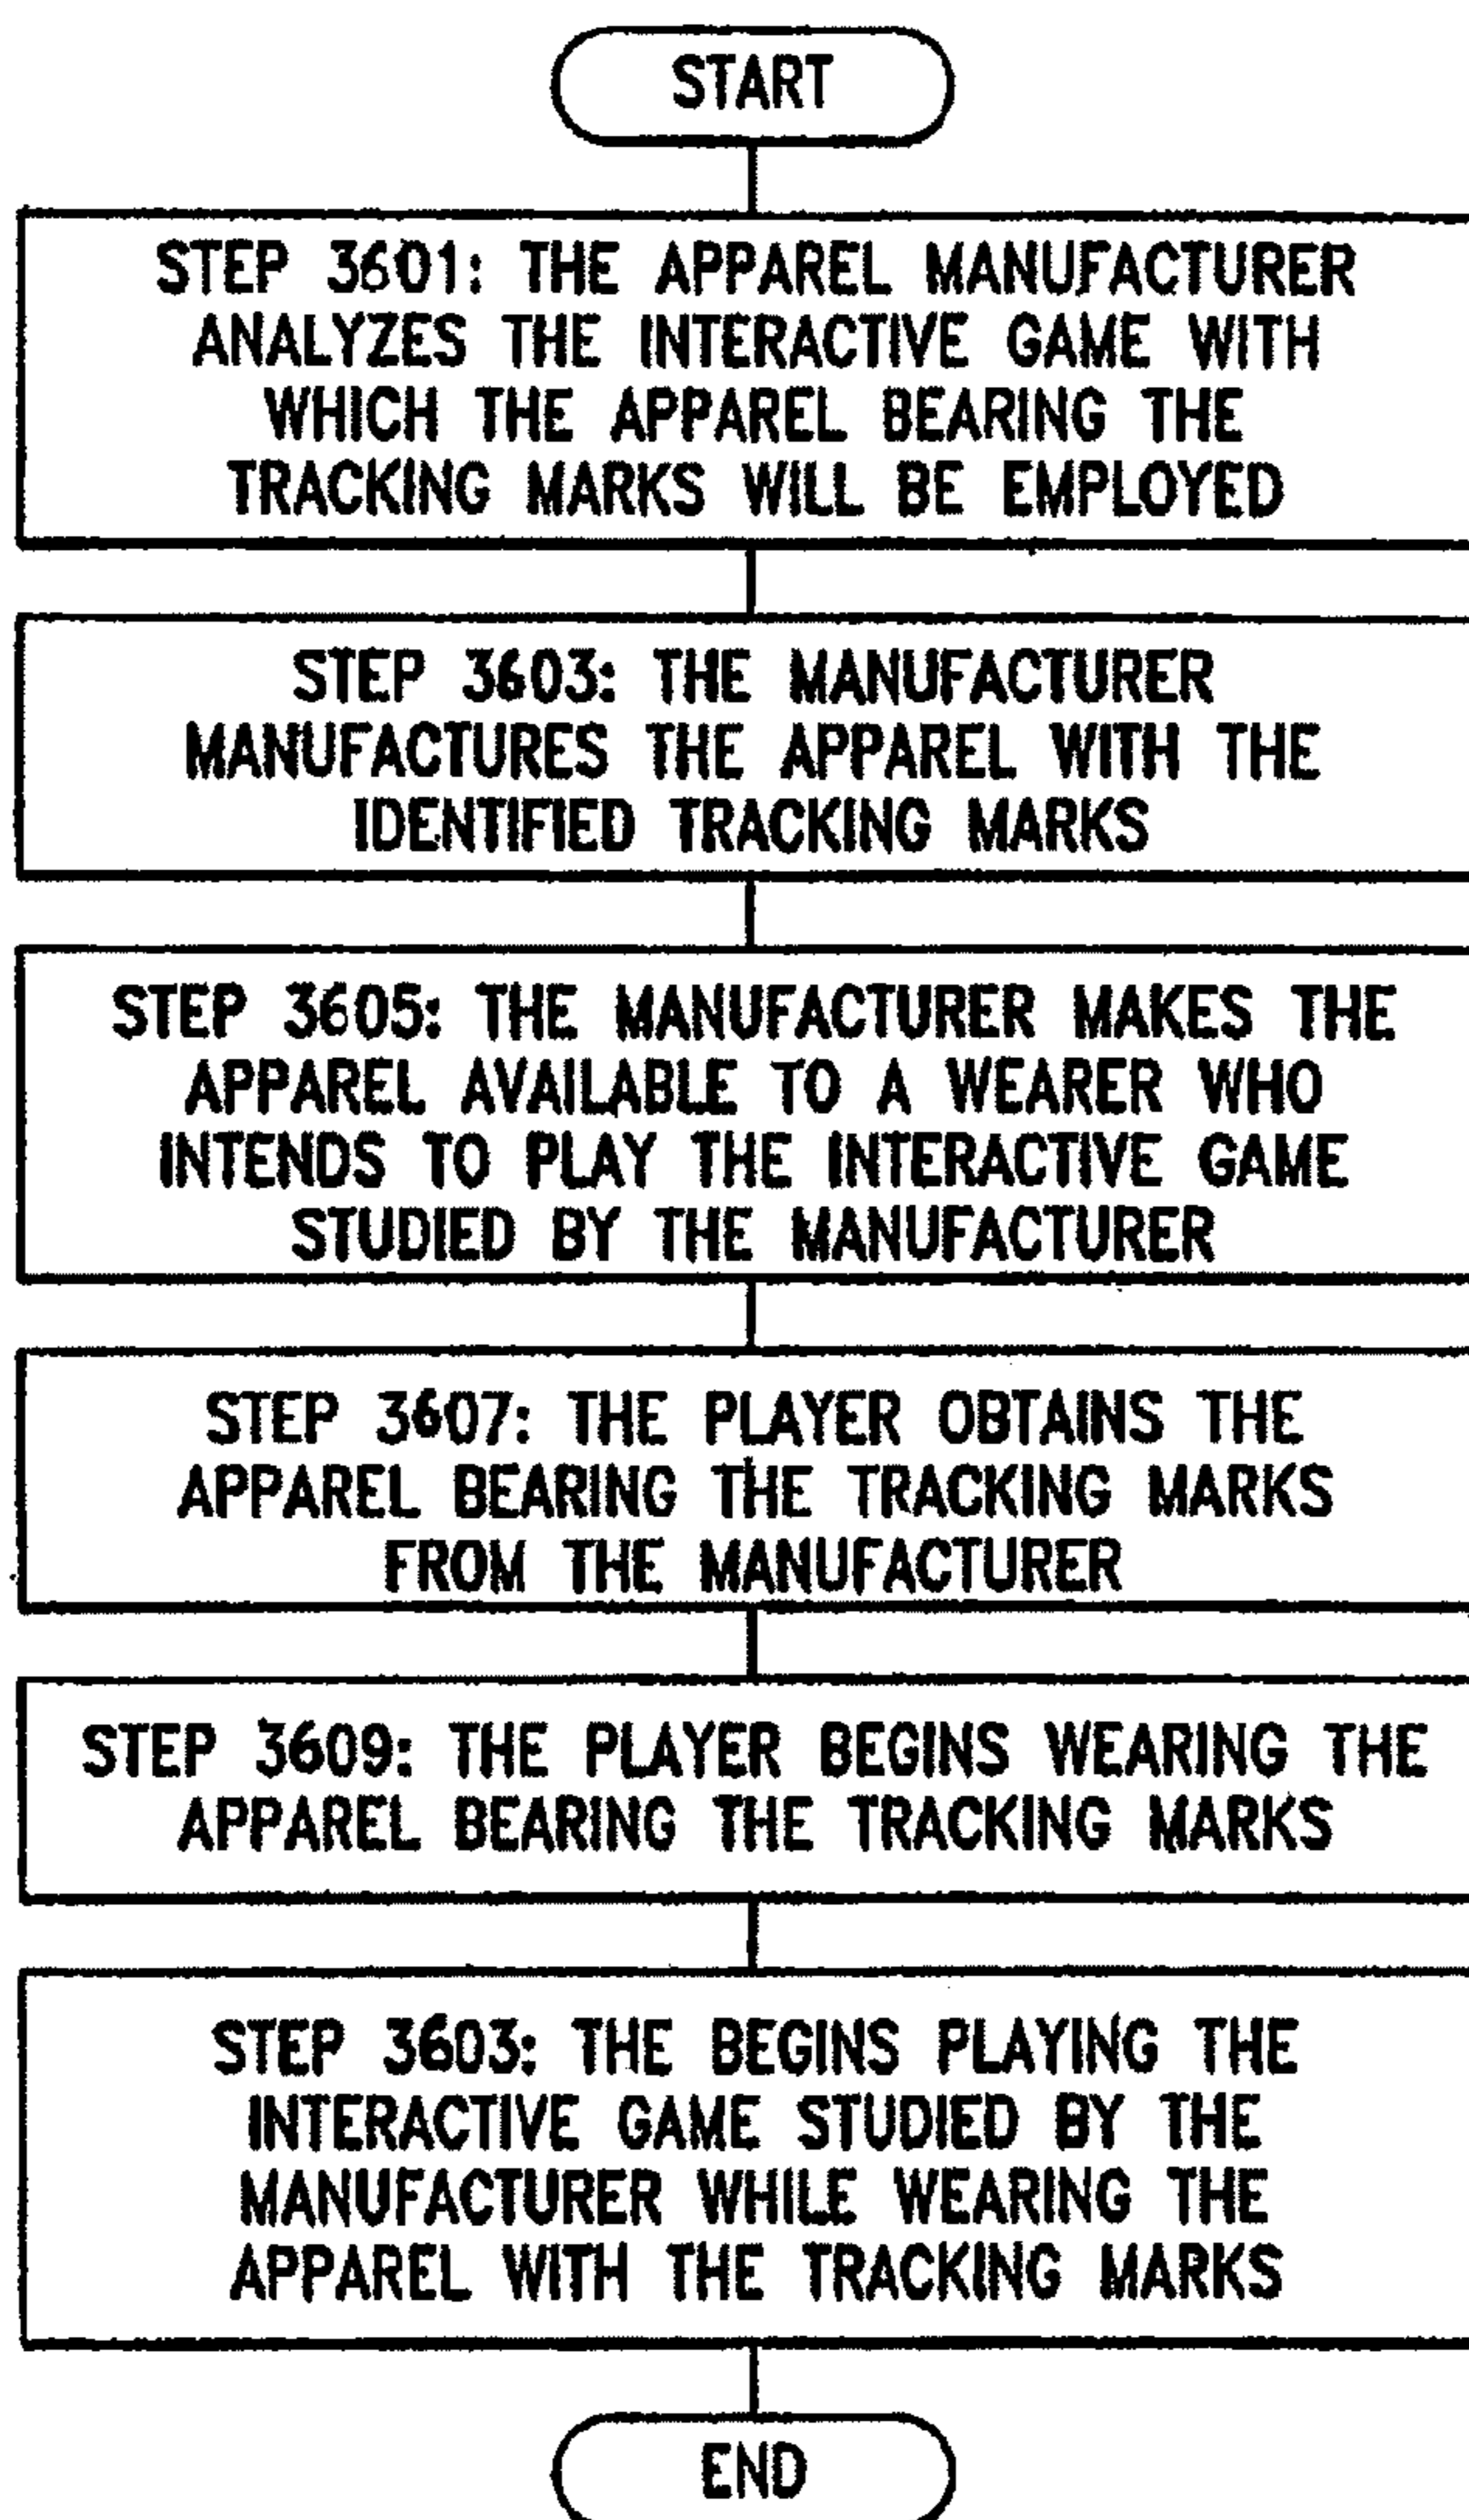 START
STEP 3601: THE APPAREL MANUFACTURER
ANALYZES THE INTERACTIVE GAME WITH
WHICH THE APPAREL BEARING THE
TRACKING MARKS WILL BE EMPLOYED
STEP 3603: THE MANUFACTURER
MANUFACTURES THE APPAREL WITH THE
IDENTIFIED TRACKING MARKS
STEP 3605: THE MANUFACTURER MAKES THE
APPAREL AVAILABLE TO A WEARER WHO
INTENDS TO PLAY THE INTERACTIVE GAME
STUDIED BY THE MANUFACTURER
STEP 3607: THE PLAYER OBTAINS THE
APPAREL BEARING THE TRACKING MARKS
FROM THE MANUFACTURER
STEP 3609: THE PLAYER BEGINS WEARING THE
APPAREL BEARING THE TRACKING MARKS
STEP 3603: THE BEGINS PLAYING THE
INTERACTIVE GAME STUDIED BY THE
MANUFACTURER WHILE WEARING THE
APPAREL WITH THE TRACKING MARKS
END